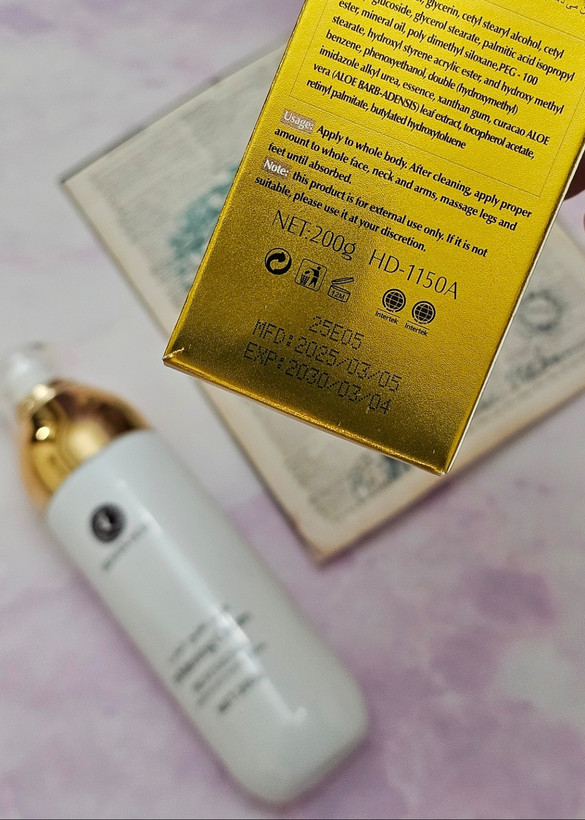 glycerin, cetyl stearyl alcohol, cetyl
glucoside, glycerol stearate, palmitic acid isopropyl
ester, mineral oil, poly dimethyl siloxane, PEG - 100
stearate, hydroxyl styrene acrylic ester, and hydroxy methyl
benzene, phenoxyethanol, double (hydroxymethyl)
imidazole alkyl urea, essence, xanthan gum, curacao ALOE
vera (ALOE BARB-ADENSIS) leaf extract, tocopherol acetate,
retinyl palmitate, butylated hydroxytoluene
Usage: Apply to whole body. After cleaning, apply proper
amount to whole face, neck and arms, massage legs and
feet until absorbed.
Note: this product is for external use only. If it is not
suitable, please use it at your discretion.
NET:200g HD-1150A
12M
Intertek Intertek
25E05
MFD:2025/03/05
EXP:2030/03/04